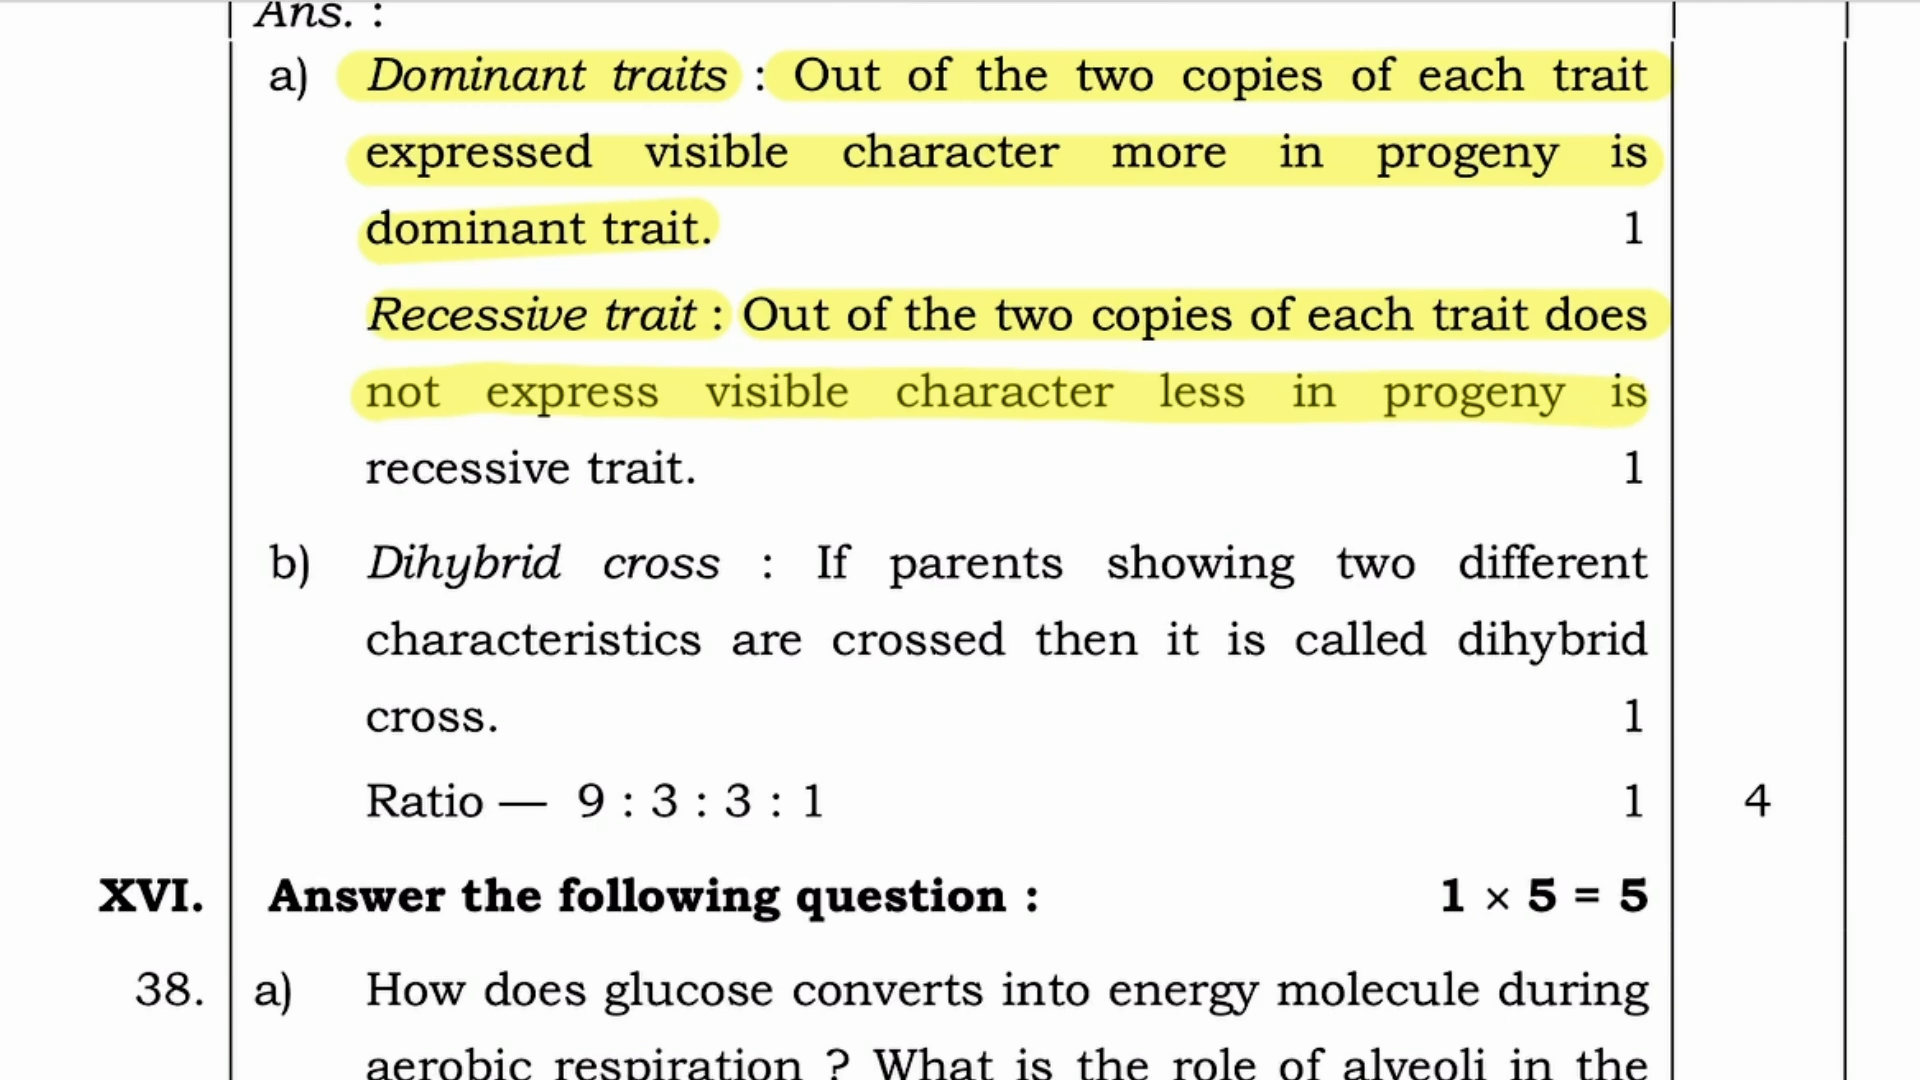 Ans. :
a) Dominant traits : Out of the two copies of each trait
expressed visible character more in progeny is
dominant trait. 1
Recessive trait : Out of the two copies of each trait does
not express visible character less in progeny is
recessive trait. 1
b) Dihybrid cross : If parents showing two different
characteristics are crossed then it is called dihybrid
cross. 1
Ratio — 9 : 3 : 3 : 1 1 4
XVI. Answer the following question : 1 × 5 = 5
38. a) How does glucose converts into energy molecule during
aerobic respiration ? What is the role of alveoli in the